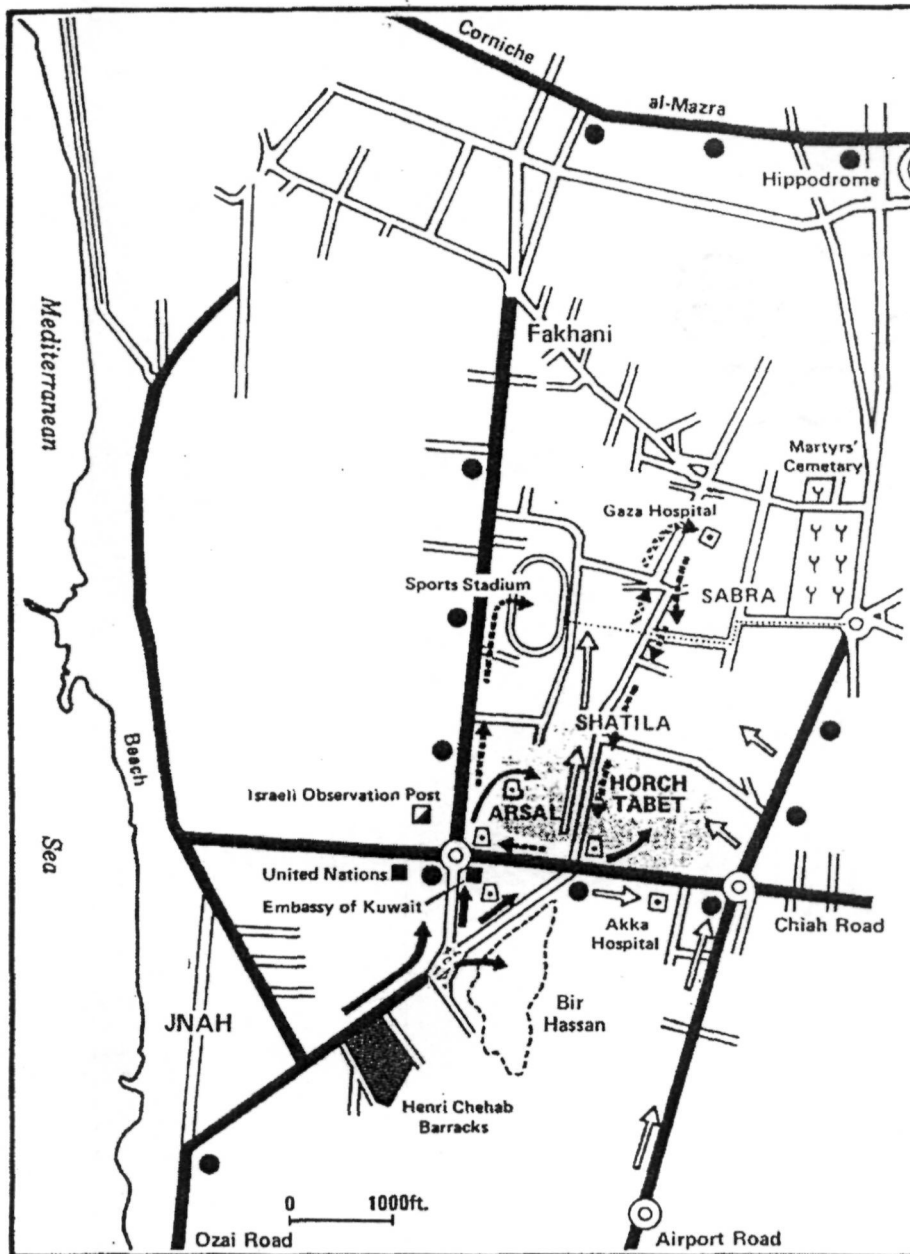 Corniche
al-Mazra
Hippodrome
Mediterranean
Sea
Fakhani
Martyrs'
Cemetary
Gaza Hospital
Sports Stadium
SABRA
SHATILA
Beach
HORCH
TABET
Israeli Observation Post
ARSAL
United Nations
Embassy of Kuwait
Akka
Hospital
Chiah Road
JNAH
Bir
Hassan
Henri Chehab
Barracks
0 1000ft.
Ozai Road
Airport Road